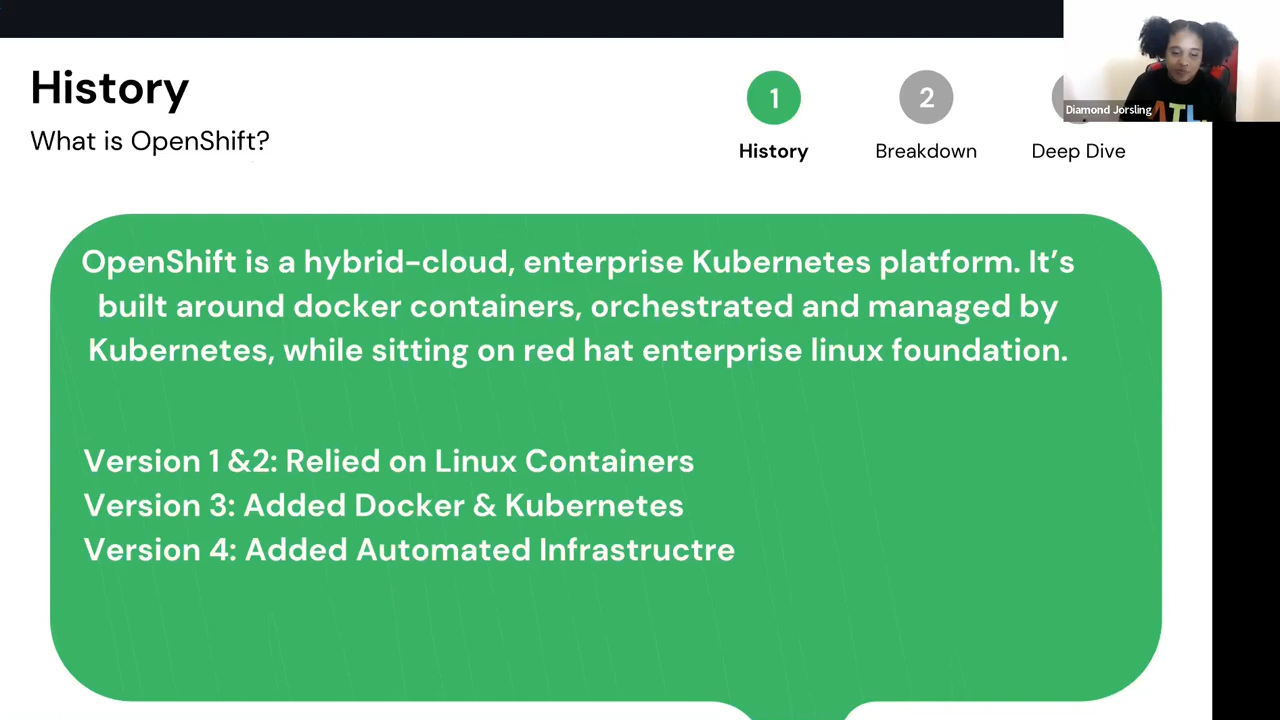 History
What is OpenShift?
1
2
History
Breakdown
Deep Dive
Diamond Jorsling
OpenShift is a hybrid-cloud, enterprise Kubernetes platform. It's
built around docker containers, orchestrated and managed by
Kubernetes, while sitting on red hat enterprise linux foundation.
Version 1 &2: Relied on Linux Containers
Version 3: Added Docker & Kubernetes
Version 4: Added Automated Infrastructre